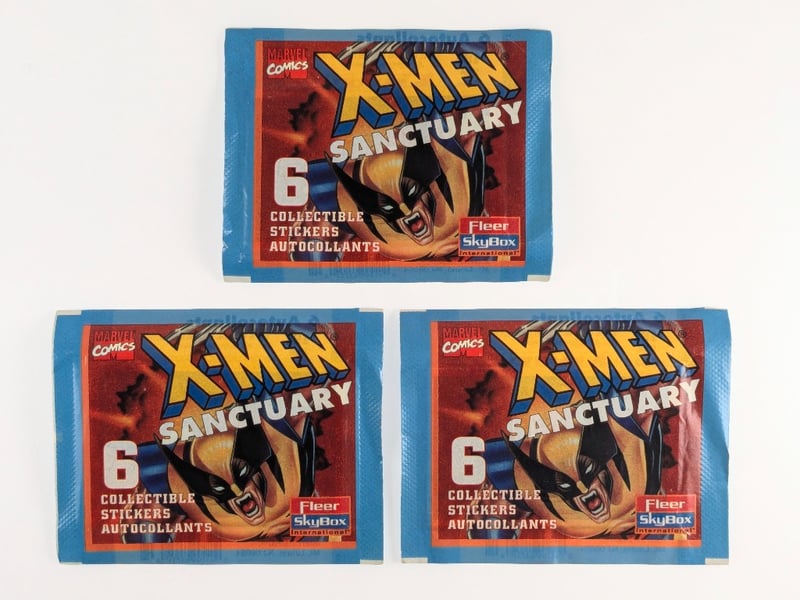 MARVEL
COMICS
X-MEN
SANCTUARY
6
COLLECTIBLE
STICKERS
AUTOCOLLANTS
Fleer
SkyBox
International
MARVEL
COMICS
X-MEN®
SANCTUARY
6
COLLECTIBLE
STICKERS
AUTOCOLLANTS
Fleer
SkyBox
International
MARVEL
COMICS
X-MEN®
SANCTUARY
6
COLLECTIBLE
STICKERS
AUTOCOLLANTS
Fleer
SkyBox
International